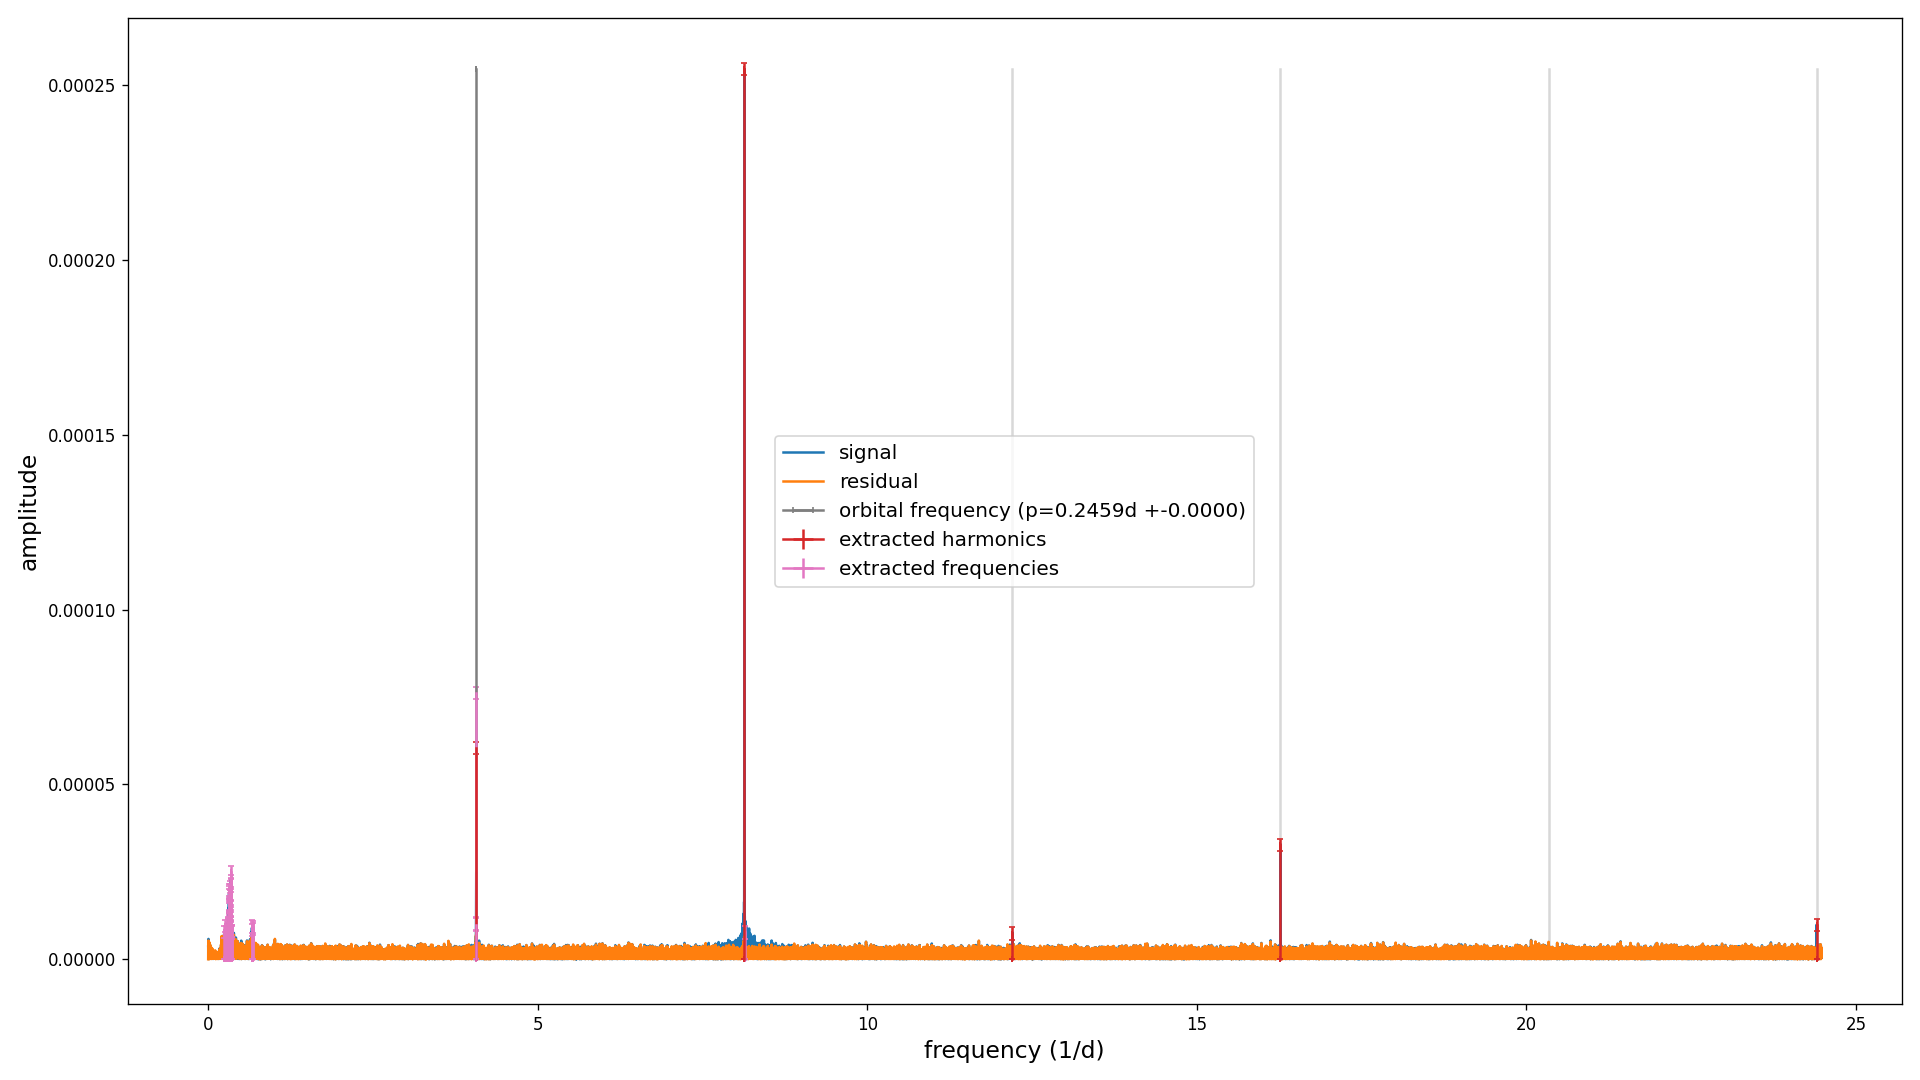 0.00025
0.00020
0.00015
0.00010
0.00005
0.00000
amplitude
signal
residual
orbital frequency (p=0.2459d +-0.0000)
extracted harmonics
extracted frequencies
0 5 10 15 20 25
frequency (1/d)